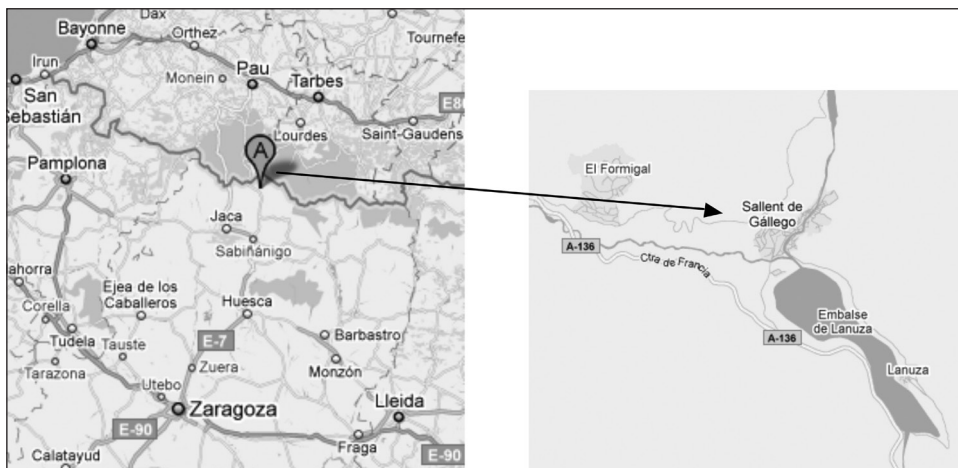 Dax
Bayonne
Orthez
Tournefe
Irun
Monein
Pau
Tarbes
San
Sebastián
E80
Lourdes
Saint-Gaudens
A
Pamplona
Jaca
Sabiñánigo
ahorra
Ejea de los
Caballeros
Huesca
Corella
Tudela
Tauste
E-7
Barbastro
Tarazona
Zuera
Monzón
Utebo
Zaragoza
Lleida
E-90
Fraga
E-90
Calatayud
El Formigal
Sallent de
Gállego
A-136
Ctra de Francia
Embalse
de Lanuza
A-136
Lanuza